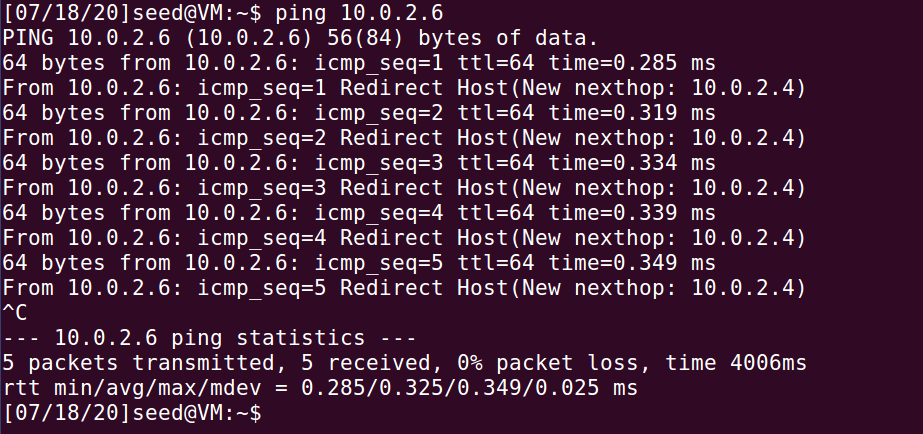 [07/18/20]seed@VM:~$ ping 10.0.2.6
PING 10.0.2.6 (10.0.2.6) 56(84) bytes of data.
64 bytes from 10.0.2.6: icmp_seq=1 ttl=64 time=0.285 ms
From 10.0.2.6: icmp_seq=1 Redirect Host(New nexthop: 10.0.2.4)
64 bytes from 10.0.2.6: icmp_seq=2 ttl=64 time=0.319 ms
From 10.0.2.6: icmp_seq=2 Redirect Host(New nexthop: 10.0.2.4)
64 bytes from 10.0.2.6: icmp_seq=3 ttl=64 time=0.334 ms
From 10.0.2.6: icmp_seq=3 Redirect Host(New nexthop: 10.0.2.4)
64 bytes from 10.0.2.6: icmp_seq=4 ttl=64 time=0.339 ms
From 10.0.2.6: icmp_seq=4 Redirect Host(New nexthop: 10.0.2.4)
64 bytes from 10.0.2.6: icmp_seq=5 ttl=64 time=0.349 ms
From 10.0.2.6: icmp_seq=5 Redirect Host(New nexthop: 10.0.2.4)
^C
--- 10.0.2.6 ping statistics ---
5 packets transmitted, 5 received, 0% packet loss, time 4006ms
rtt min/avg/max/mdev = 0.285/0.325/0.349/0.025 ms
[07/18/20]seed@VM:~$